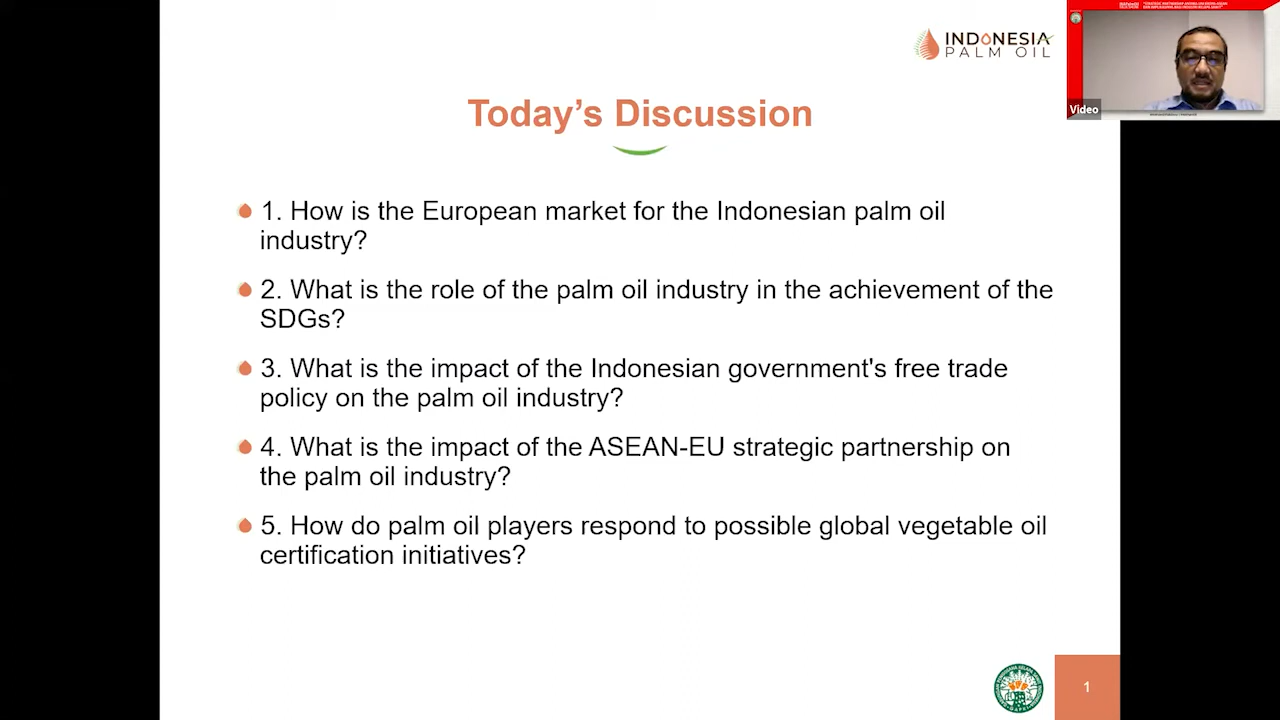 INDONESIA
PALM OIL
Video
Today's Discussion
1. How is the European market for the Indonesian palm oil
industry?
2. What is the role of the palm oil industry in the achievement of the
SDGs?
3. What is the impact of the Indonesian government's free trade
policy on the palm oil industry?
4. What is the impact of the ASEAN-EU strategic partnership on
the palm oil industry?
5. How do palm oil players respond to possible global vegetable oil
certification initiatives?
1